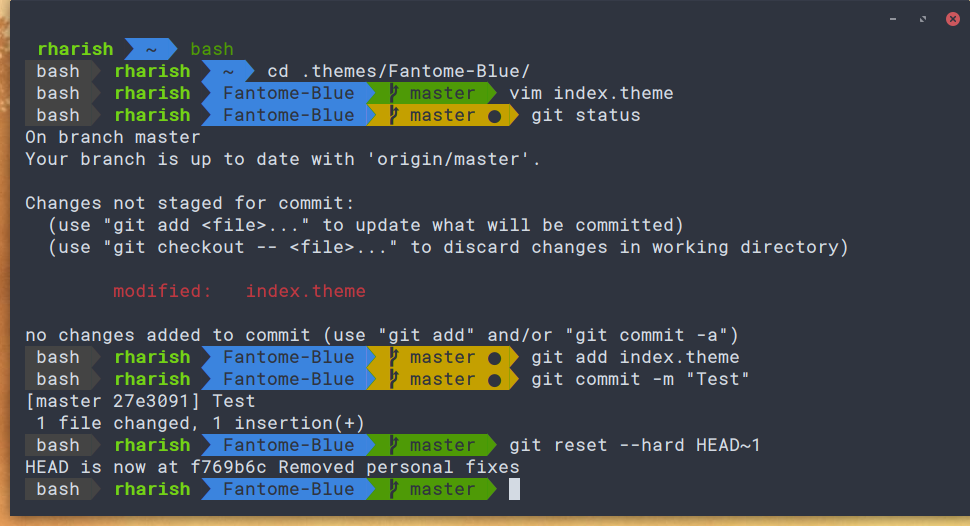 rharish ~ bash
bash rharish ~ cd .themes/Fantome-Blue/
bash rharish Fantome-Blue master vim index.theme
bash rharish Fantome-Blue master ● git status
On branch master
Your branch is up to date with 'origin/master'.
Changes not staged for commit:
(use "git add <file>..." to update what will be committed)
(use "git checkout -- <file>..." to discard changes in working directory)
modified: index.theme
no changes added to commit (use "git add" and/or "git commit -a")
bash rharish Fantome-Blue master ● git add index.theme
bash rharish Fantome-Blue master ● git commit -m "Test"
[master 27e3091] Test
1 file changed, 1 insertion(+)
bash rharish Fantome-Blue master git reset --hard HEAD~1
HEAD is now at f769b6c Removed personal fixes
bash rharish Fantome-Blue master